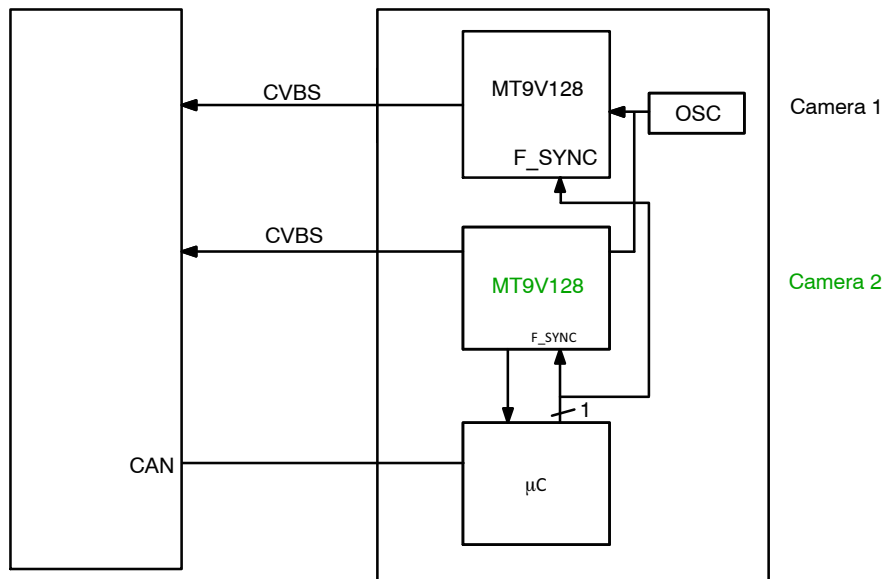 MT9V128
CVBS
OSC
Camera 1
F_SYNC
CVBS
MT9V128
Camera 2
F_SYNC
1
CAN
μC